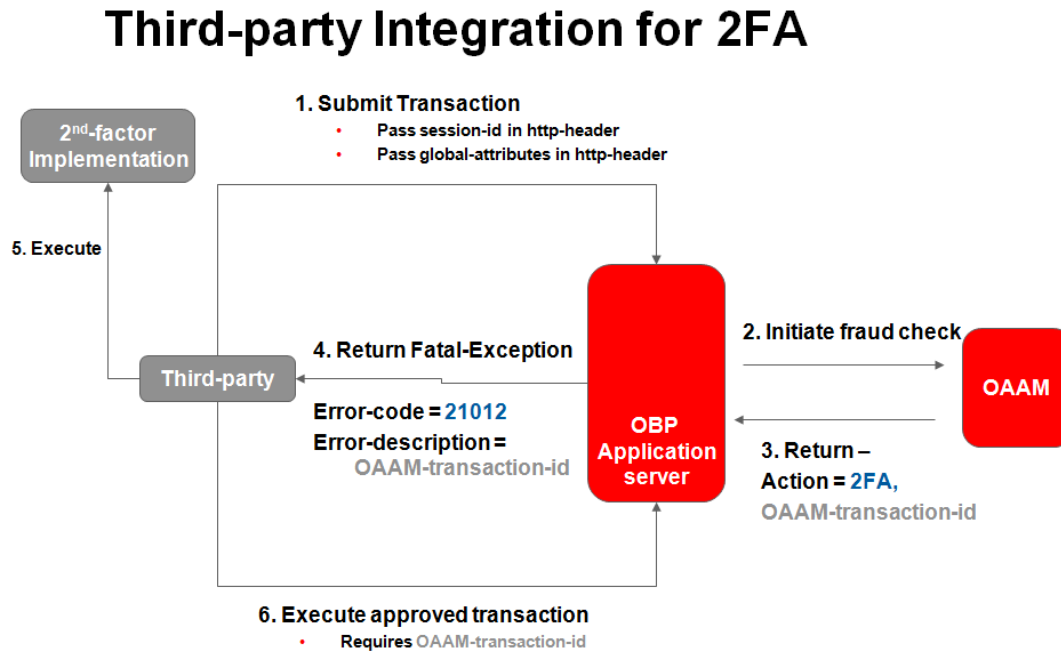 Third-party Integration for 2FA
1. Submit Transaction
• Pass session-id in http-header
• Pass global-attributes in http-header
2nd-factor
Implementation
5. Execute
2. Initiate fraud check
4. Return Fatal-Exception
Third-party
OAAM
Error-code = 21012
Error-description =
OAAM-transaction-id
OBP
Application
server
3. Return –
Action = 2FA,
OAAM-transaction-id
6. Execute approved transaction
• Requires OAAM-transaction-id